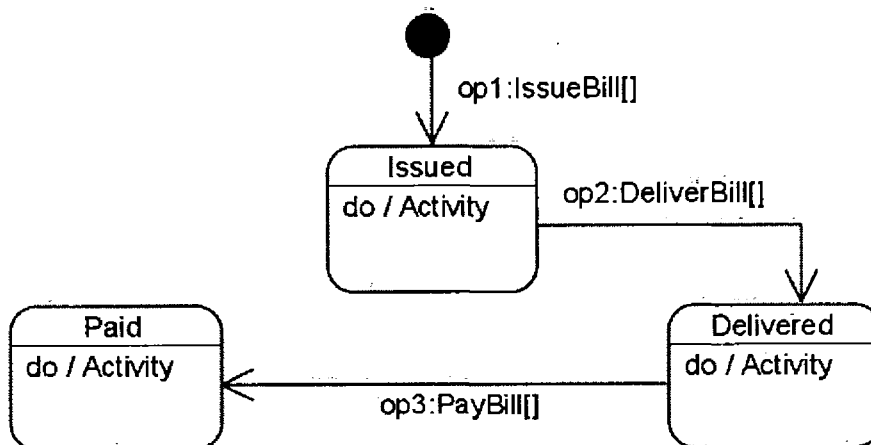 op1:IssueBill[]
Issued
do / Activity
op2:DeliverBill[]
Delivered
do / Activity
Paid
do / Activity
op3:PayBill[]